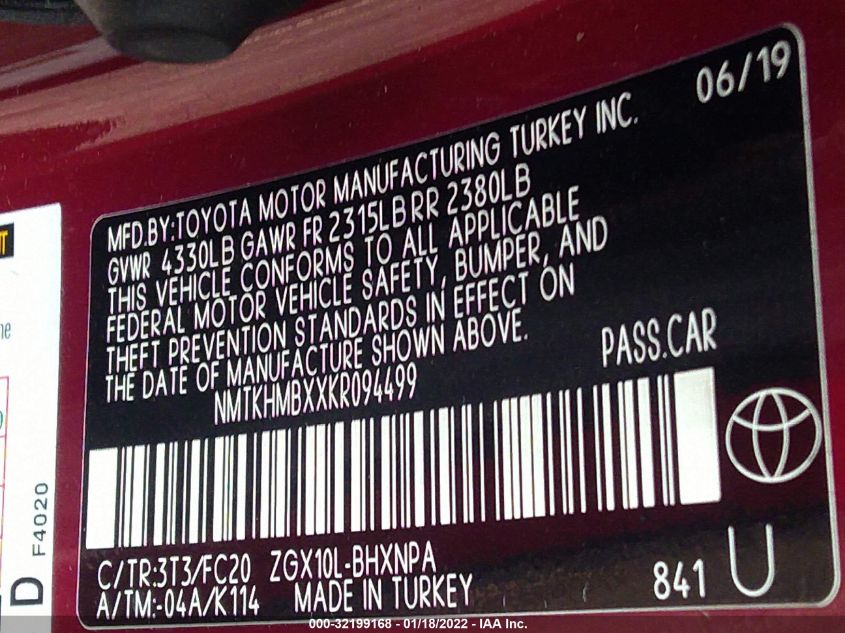 06/19
MFD.BY:TOYOTA MOTOR MANUFACTURING TURKEY INC.
GVWR 4330LB GAWR FR 2315LB RR 2380LB
THIS VEHICLE CONFORMS TO ALL APPLICABLE
FEDERAL MOTOR VEHICLE SAFETY, BUMPER, AND
THEFT PREVENTION STANDARDS IN EFFECT ON
THE DATE OF MANUFACTURE SHOWN ABOVE.
NMTKHMBXXKR094499
PASS.CAR
C/TR:3T3/FC20 ZGX10L-BHXNPA
A/TM:-04A/K114 MADE IN TURKEY
841 U
D
F4020
000-32199168 - 01/18/2022 - IAA Inc.